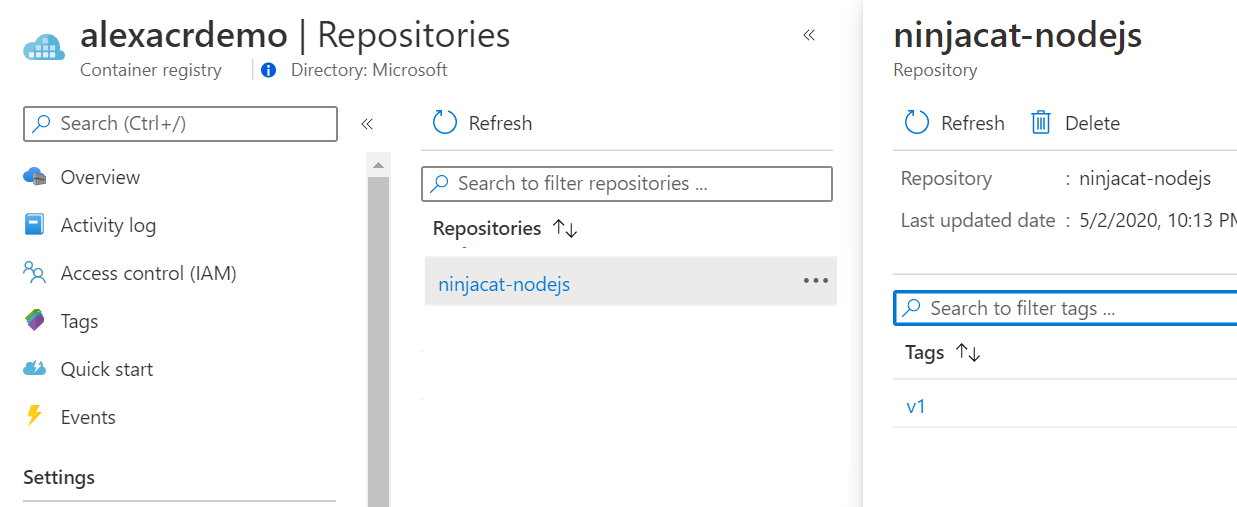 alexacrdemo | Repositories
Container registry
Directory: Microsoft
Search (Ctrl+/)
Overview
Activity log
Access control (IAM)
Tags
Quick start
Events
Settings
Refresh
Search to filter repositories ...
Repositories
ninjacat-nodejs
ninjacat-nodejs
Repository
Refresh
Delete
Repository : ninjacat-nodejs
Last updated date : 5/2/2020, 10:13 PM
Search to filter tags ...
Tags
v1